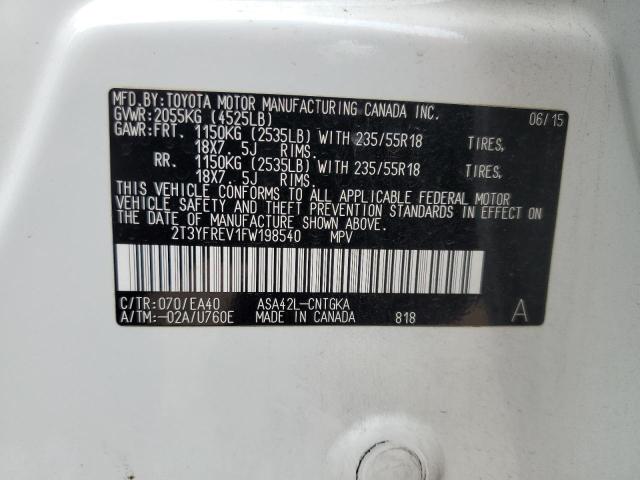 MFD.BY:TOYOTA MOTOR MANUFACTURING CANADA INC. 06/15
GVWR:2055KG (4525LB)
GAWR:FRT. 1150KG (2535LB) WITH 235/55R18 TIRES,
18X7. 5J RIMS.
RR. 1150KG (2535LB) WITH 235/55R18 TIRES,
18X7. 5J RIMS.
THIS VEHICLE CONFORMS TO ALL APPLICABLE FEDERAL MOTOR
VEHICLE SAFETY AND THEFT PREVENTION STANDARDS IN EFFECT ON
THE DATE OF MANUFACTURE SHOWN ABOVE.
2T3YFREV1FW198540 MPV
C/TR:070/EA40 ASA42L-CNTGKA
A/TM:-02A/U760E MADE IN CANADA 818 A